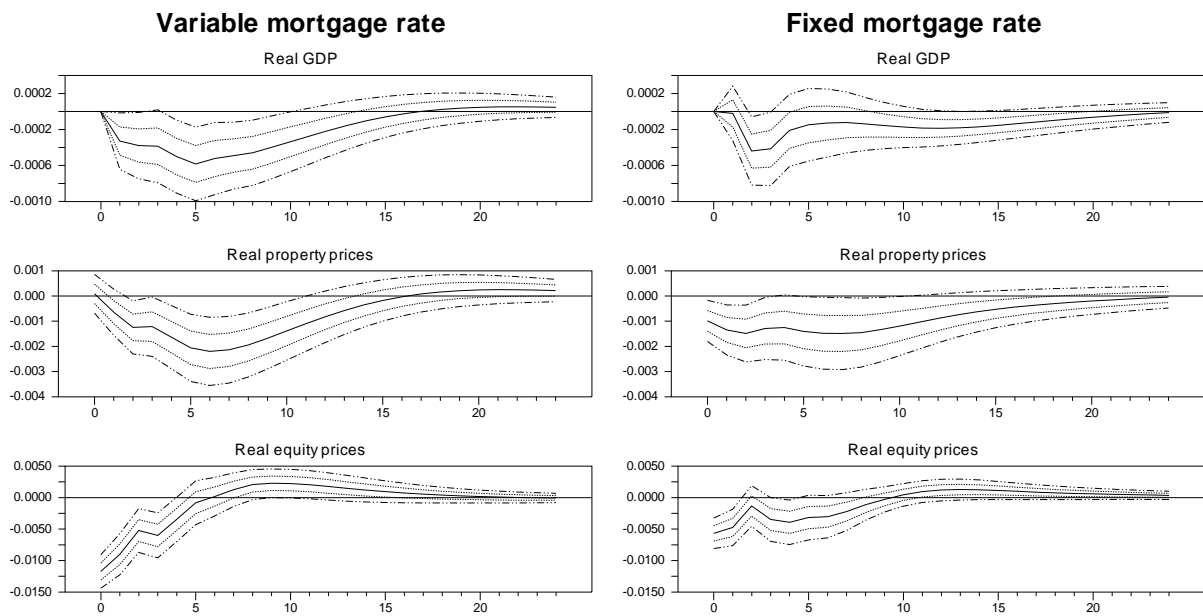 Variable mortgage rate
Fixed mortgage rate
Real GDP
0.0002
-0.0002
-0.0006
-0.0010
0 5 10 15 20
Real GDP
0.0002
-0.0002
-0.0006
-0.0010
0 5 10 15 20
Real property prices
0.001
0.000
-0.001
-0.002
-0.003
-0.004
0 5 10 15 20
Real property prices
0.001
0.000
-0.001
-0.002
-0.003
-0.004
0 5 10 15 20
Real equity prices
0.0050
0.0000
-0.0050
-0.0100
-0.0150
0 5 10 15 20
Real equity prices
0.0050
0.0000
-0.0050
-0.0100
-0.0150
0 5 10 15 20